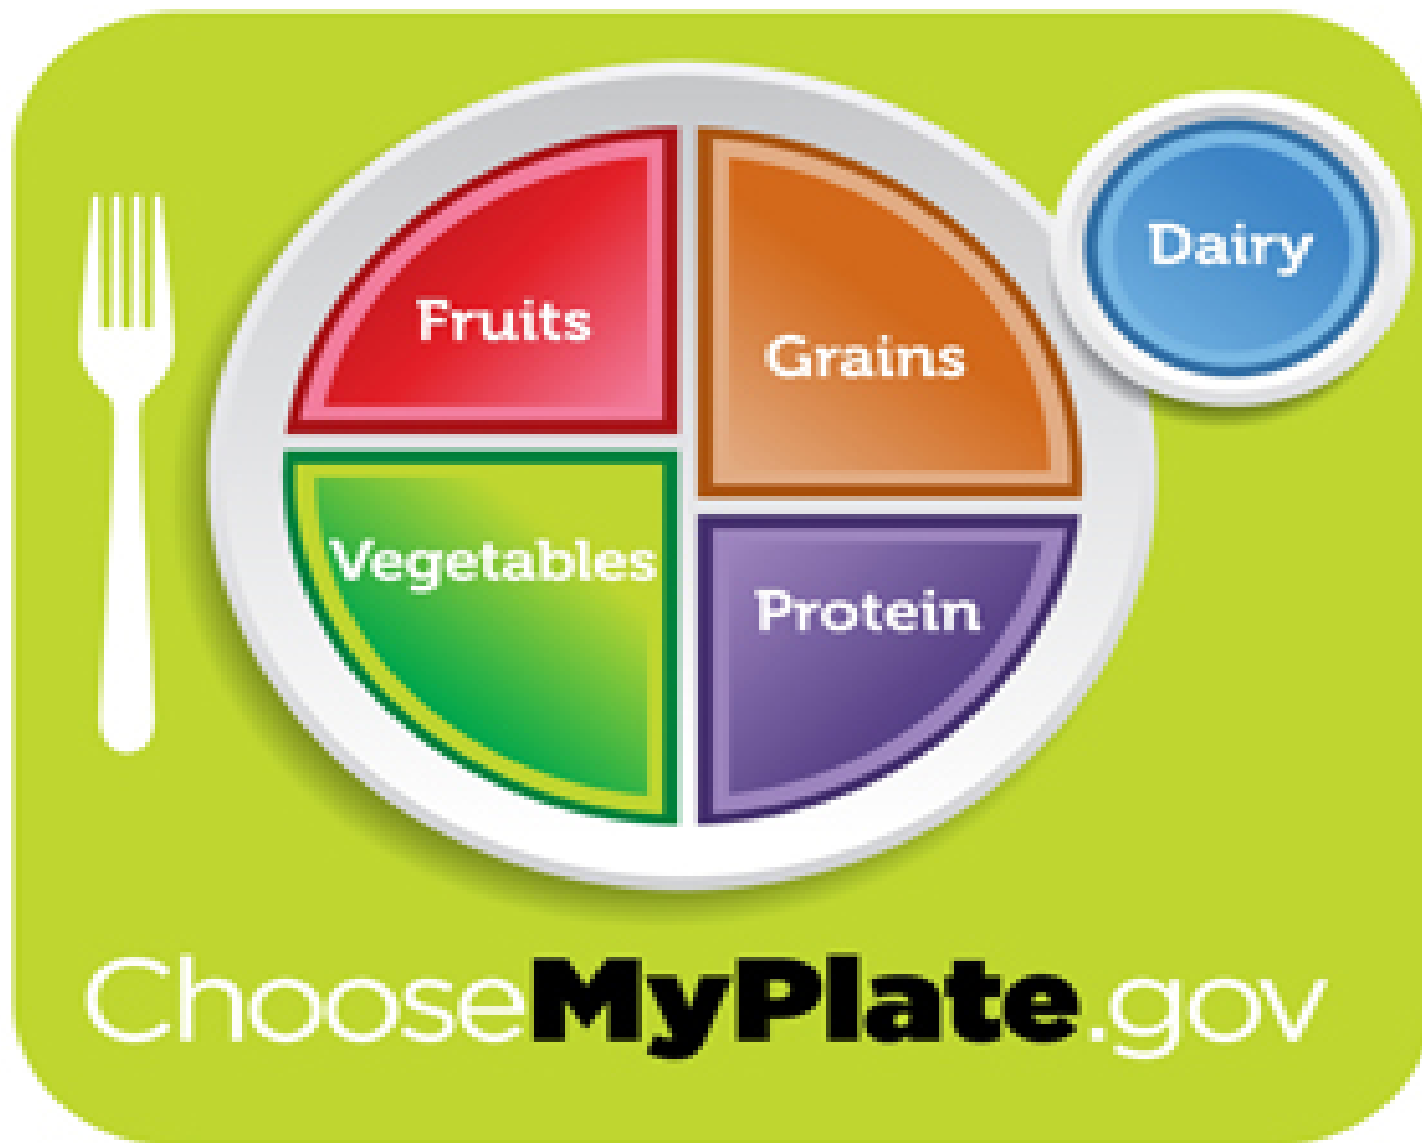 Dairy
Fruits
Grains
Vegetables
Protein
ChooseMyPlate.gov